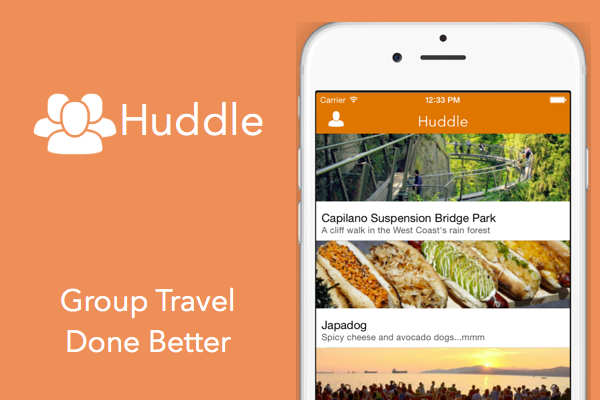 Huddle
Group Travel
Done Better
Carrier 12:33 PM
Huddle
Capilano Suspension Bridge Park
A cliff walk in the West Coast's rain forest
Japadog
Spicy cheese and avocado dogs...mmm